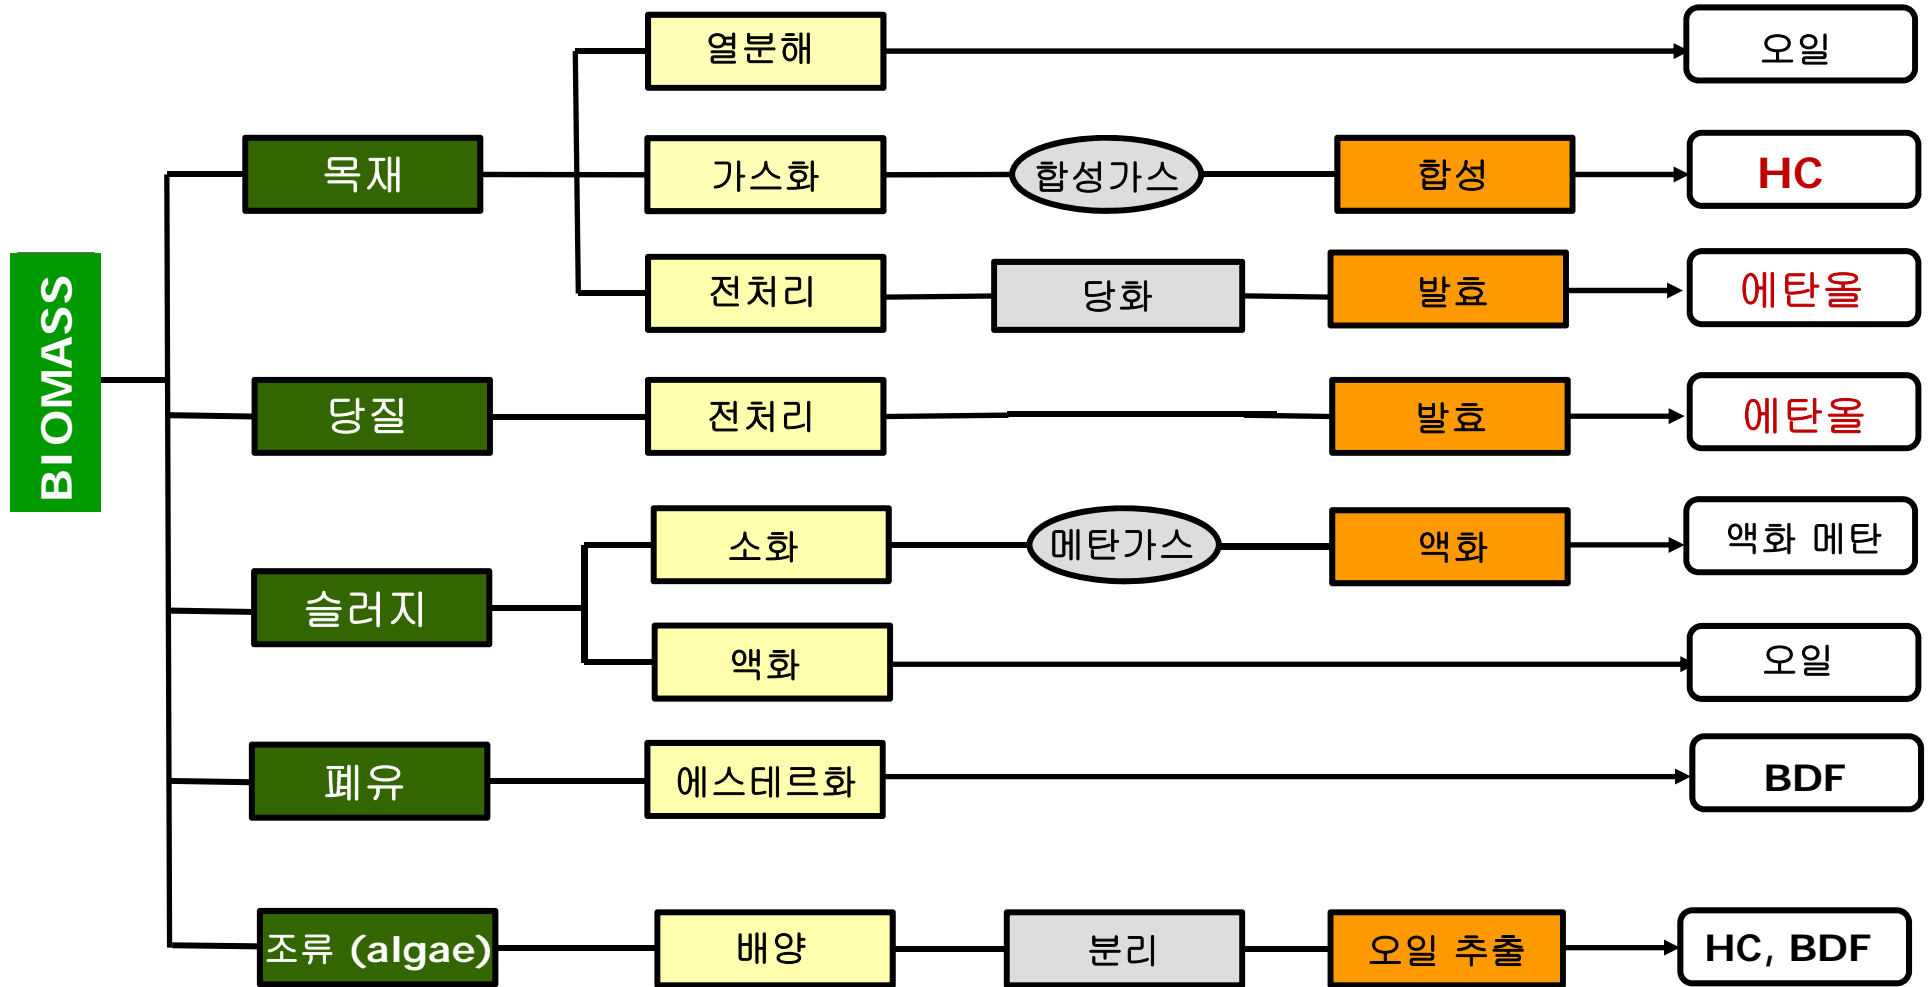 BIOMASS
목재
열분해
오일
가스화
합성가스
합성
HC
전처리
당화
발효
에탄올
당질
전처리
발효
에탄올
슬러지
소화
메탄가스
액화
액화 메탄
액화
오일
폐유
에스테르화
BDF
조류 (algae)
배양
분리
오일 추출
HC, BDF